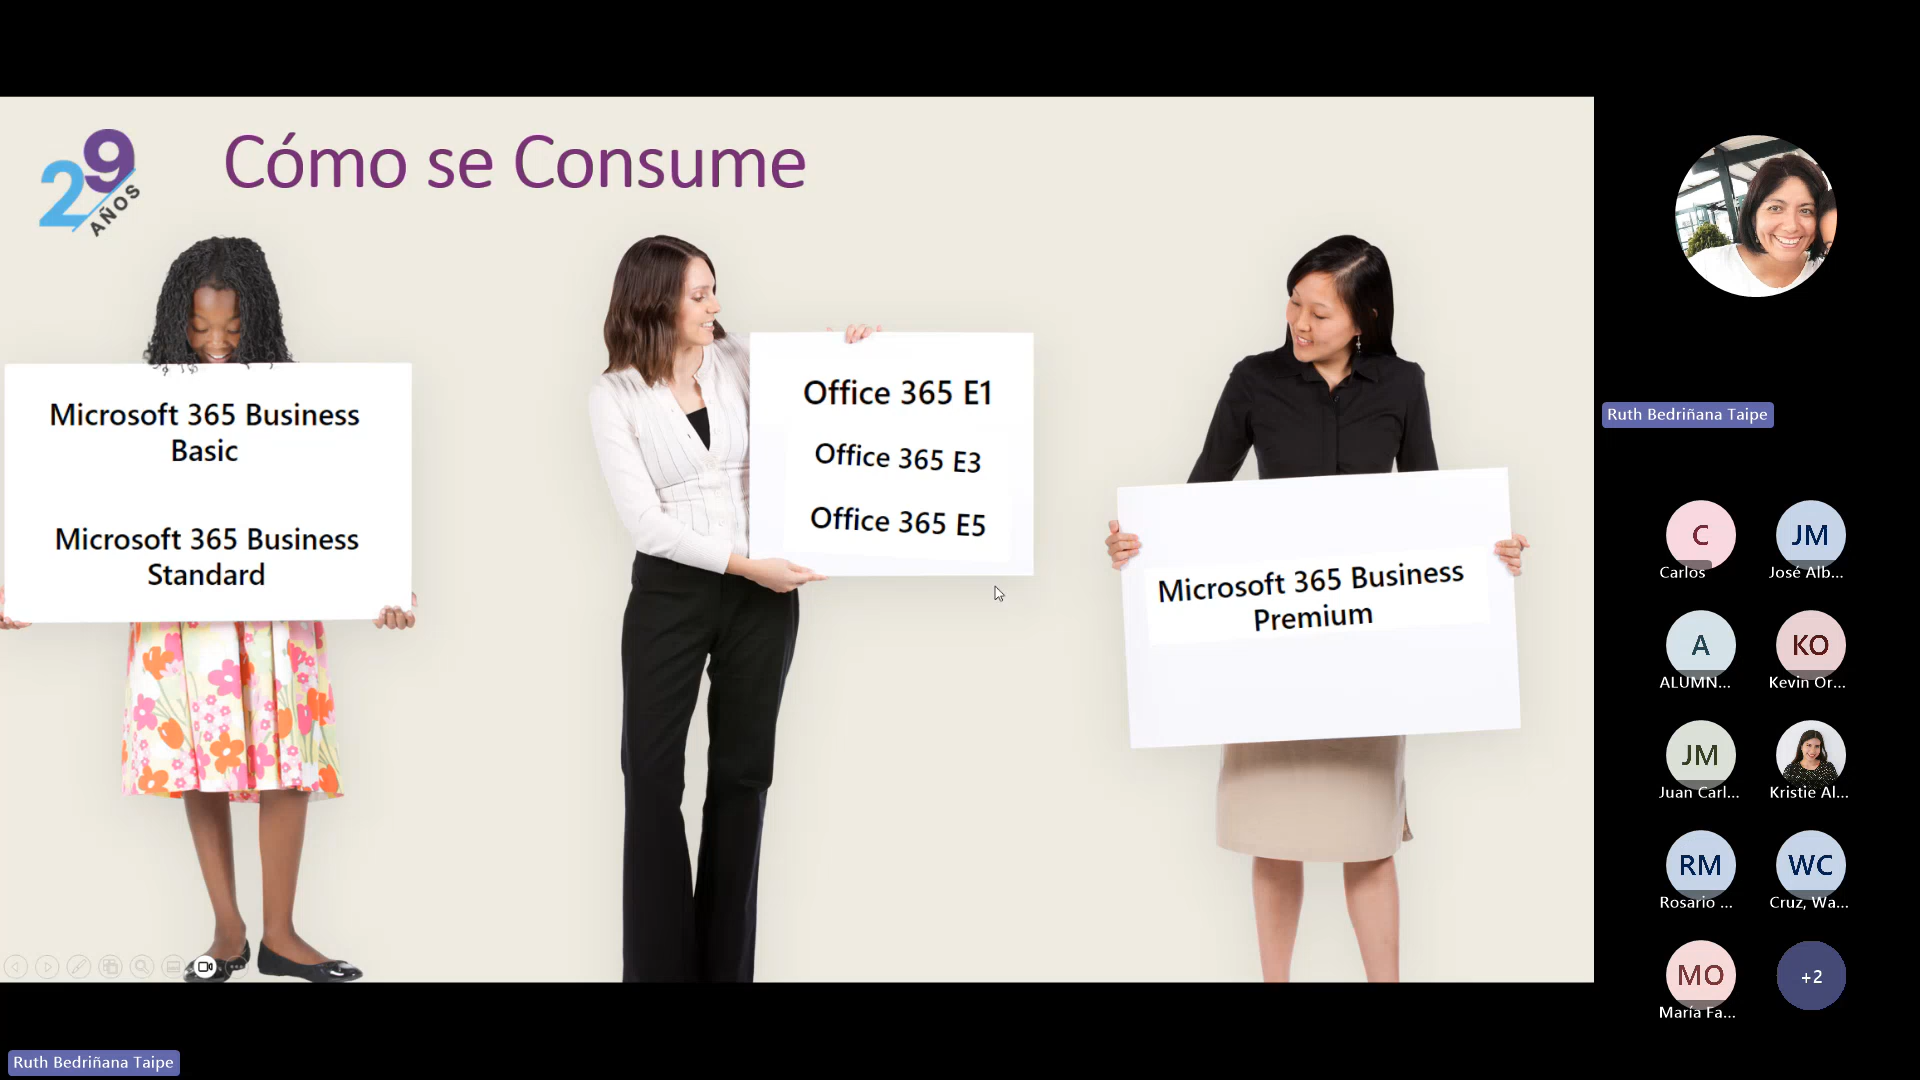 29
AÑOS
Cómo se Consume
Microsoft 365 Business
Basic
Microsoft 365 Business
Standard
Office 365 E1
Office 365 E3
Office 365 E5
Microsoft 365 Business
Premium
Ruth Bedriñana Taipe
C
Carlos
JM
José Alb...
A
ALUMN...
KO
Kevin Or...
JM
Juan Carl...
Kristie Al...
RM
Rosario ...
WC
Cruz, Wa...
MO
María Fa...
+2
Ruth Bedriñana Taipe